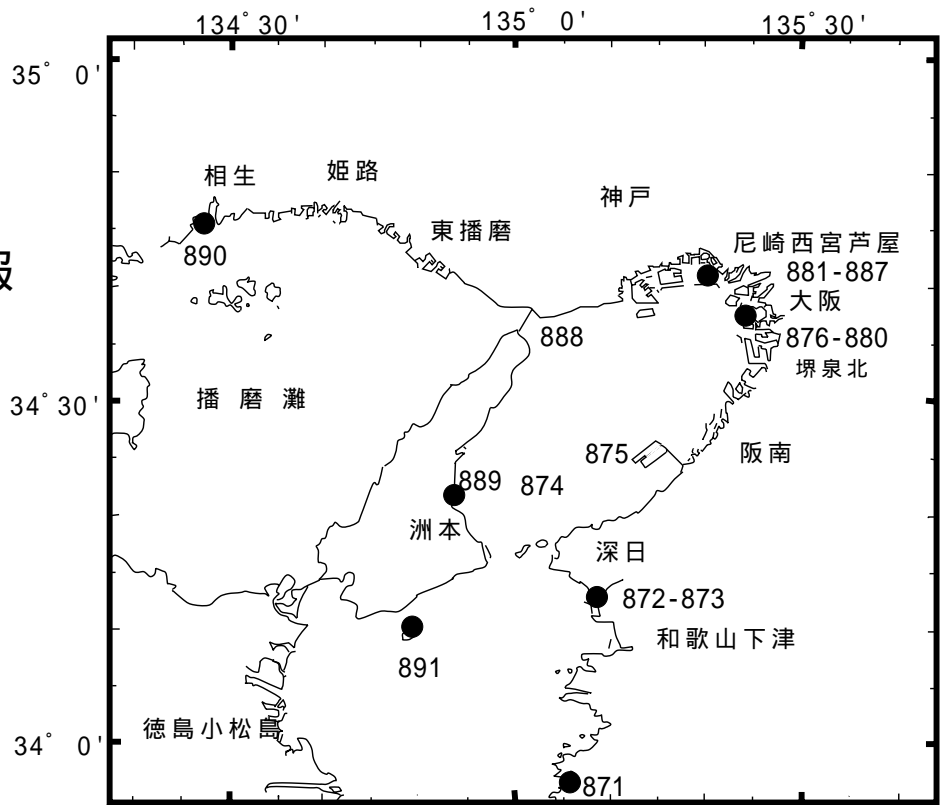 134° 30'
135° 0'
135° 30'
35° 0'
相生
姫路
神戸
東播磨
尼崎西宮芦屋
報
890
881-887
大阪
888
876-880
堺泉北
34° 30'
播磨灘
875
阪南
889
874
洲本
深日
872-873
和歌山下津
891
徳島小松島
34° 0'
871